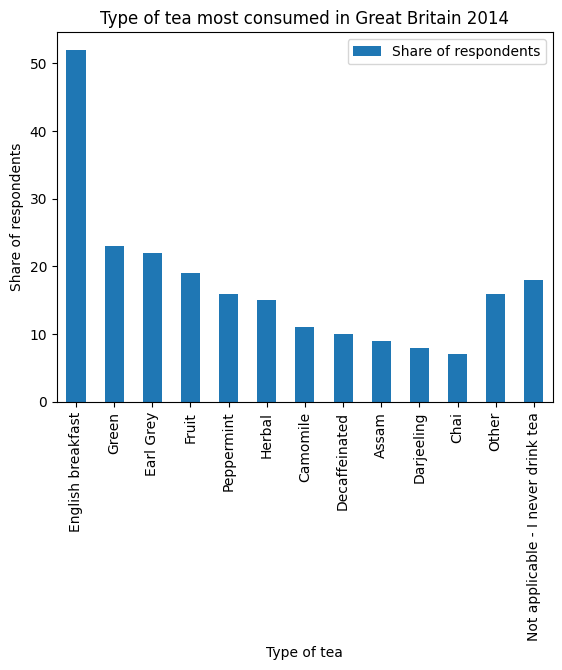 Type of tea most consumed in Great Britain 2014
Share of respondents
Share of respondents
50
40
30
20
10
0
English breakfast
Green
Earl Grey
Fruit
Peppermint
Herbal
Camomile
Decaffeinated
Assam
Darjeeling
Chai
Other
Not applicable - I never drink tea
Type of tea